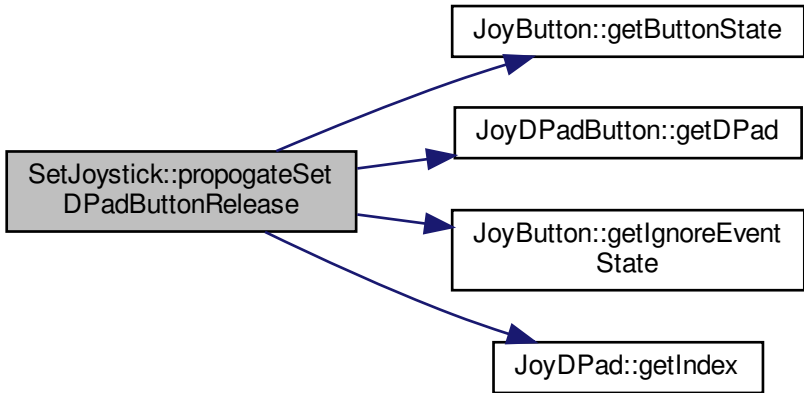 JoyButton::getButtonState
JoyDPadButton::getDPad
SetJoystick::propogateSet
DPadButtonRelease
JoyButton::getIgnoreEvent
State
JoyDPad::getIndex